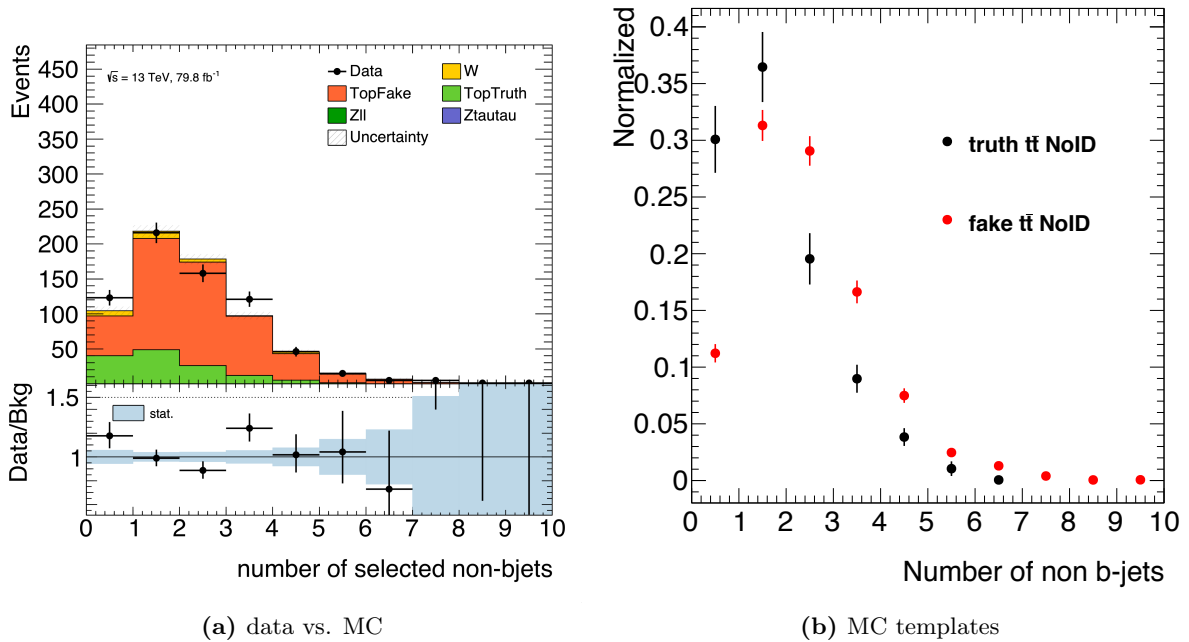 Events
450
400
350
300
250
200
150
100
50
√s = 13 TeV, 79.8 fb⁻¹
Data
W
TopFake
TopTruth
Zll
Ztautau
Uncertainty
Data/Bkg
1.5
1
stat.
0 1 2 3 4 5 6 7 8 9 10
number of selected non-bjets
(a) data vs. MC
Normalized
0.4
0.35
0.3
0.25
0.2
0.15
0.1
0.05
0
truth tt̄ NoID
fake tt̄ NoID
0 1 2 3 4 5 6 7 8 9 10
Number of non b-jets
(b) MC templates